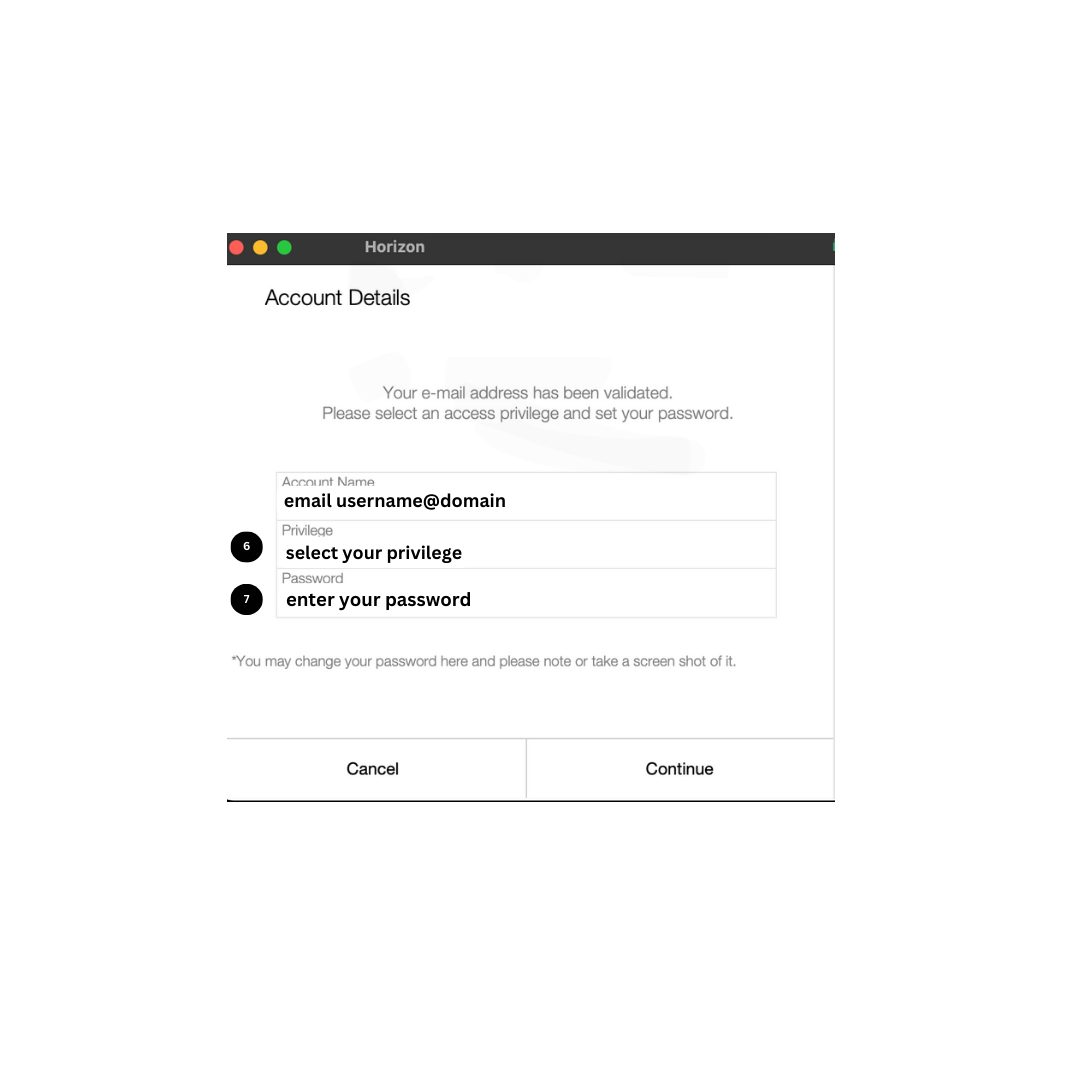 Horizon
Account Details
Your e-mail address has been validated.
Please select an access privilege and set your password.
Account Name
email username@domain
Privilege
6
select your privilege
Password
7
enter your password
*You may change your password here and please note or take a screen shot of it.
Cancel
Continue